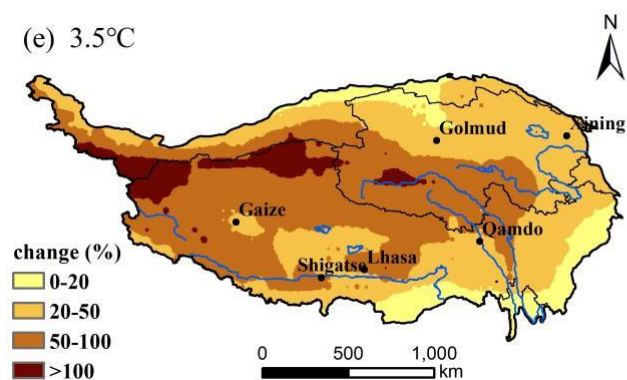 (e) 3.5°C
N
Golmud
Xining
Gaize
Qamdo
Lhasa
Shigatse
change (%)
0-20
20-50
50-100
>100
0 500 1,000
km